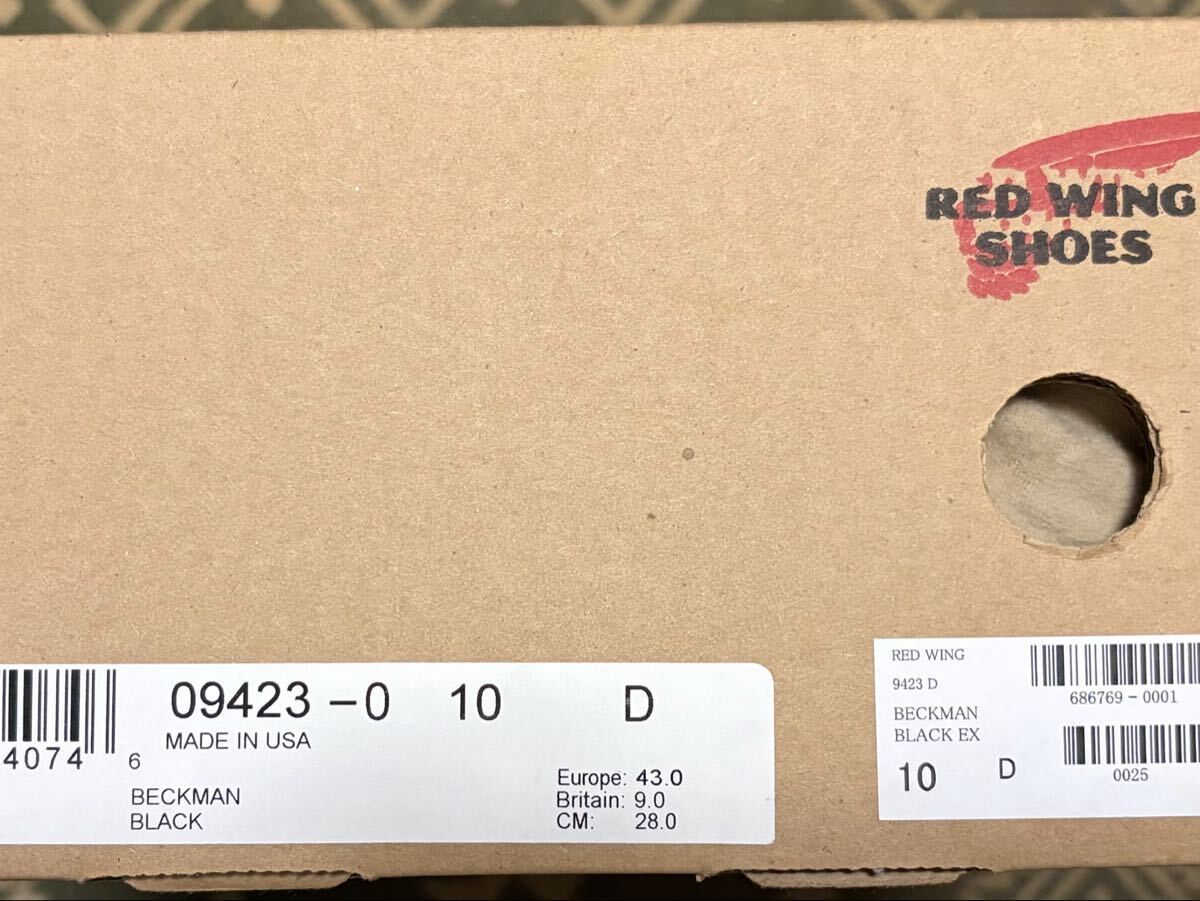 RED WING
SHOES
4074 6
09423-0 10 D
MADE IN USA
BECKMAN
BLACK
Europe: 43.0
Britain: 9.0
CM: 28.0
RED WING
9423 D
BECKMAN
BLACK EX
10 D
686769-0001
0025